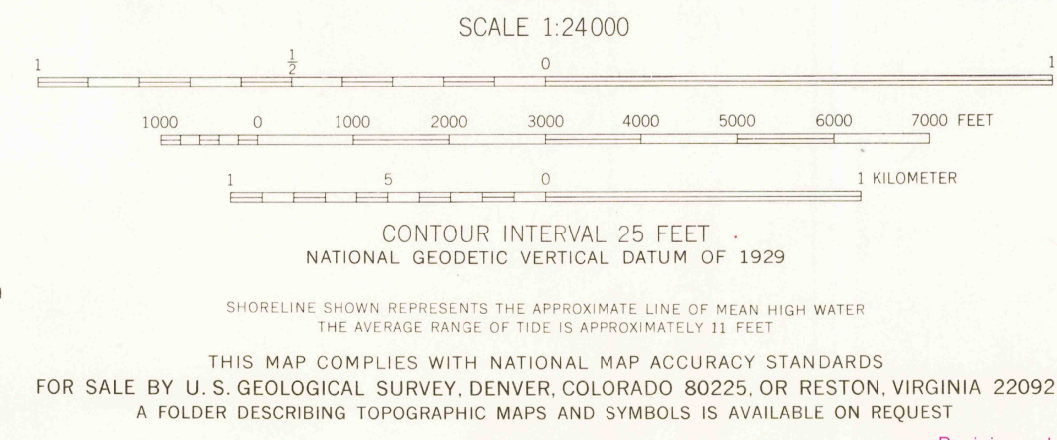 SCALE 1:24000
1 1/2 0 1
1000 0 1000 2000 3000 4000 5000 6000 7000 FEET
1 5 0 1 KILOMETER
CONTOUR INTERVAL 25 FEET
NATIONAL GEODETIC VERTICAL DATUM OF 1929
SHORELINE SHOWN REPRESENTS THE APPROXIMATE LINE OF MEAN HIGH WATER
THE AVERAGE RANGE OF TIDE IS APPROXIMATELY 11 FEET
THIS MAP COMPLIES WITH NATIONAL MAP ACCURACY STANDARDS
FOR SALE BY U.S. GEOLOGICAL SURVEY, DENVER, COLORADO 80225, OR RESTON, VIRGINIA 22092
A FOLDER DESCRIBING TOPOGRAPHIC MAPS AND SYMBOLS IS AVAILABLE ON REQUEST